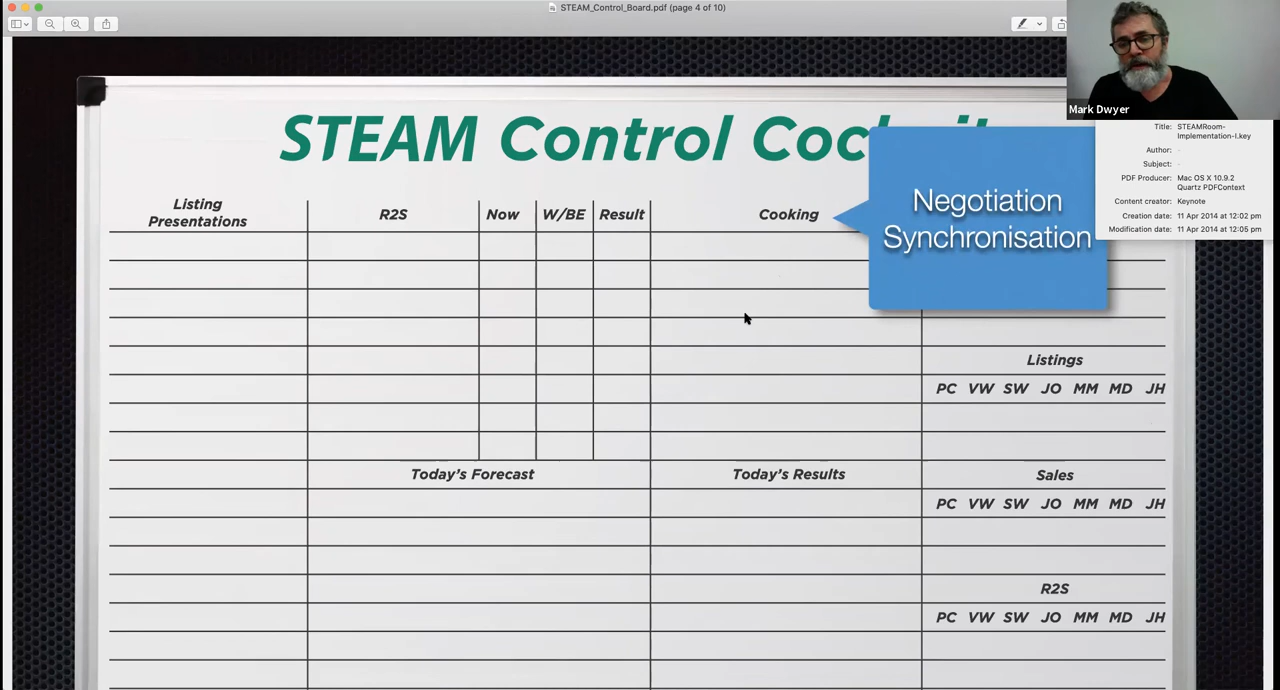 STEAM_Control_Board.pdf (page 4 of 10)
Mark Dwyer
Title: STEAMRoom-
Implementation-I.key
Author: -
Subject: -
PDF Producer: Mac OS X 10.9.2
Quartz PDFContext
Content creator: Keynote
Creation date: 11 Apr 2014 at 12:02 pm
Modification date: 11 Apr 2014 at 12:05 pm
STEAM Control
Negotiation
Synchronisation
Listing
Presentations
R2S
Now
W/BE
Result
Cooking
Listings
PC VW SW JO MM MD JH
Today's Forecast
Today's Results
Sales
PC VW SW JO MM MD JH
R2S
PC VW SW JO MM MD JH